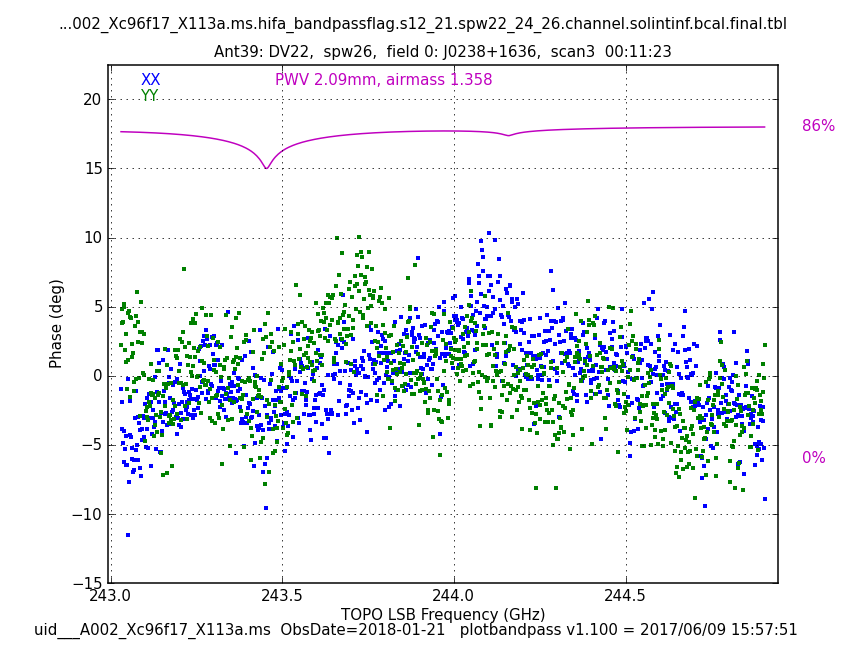 ...002_Xc96f17_X113a.ms.hifa_bandpassflag.s12_21.spw22_24_26.channel.solintinf.bcal.final.tbl
Ant39: DV22,  spw26,  field 0: J0238+1636,  scan3  00:11:23
XX
PWV 2.09mm, airmass 1.358
YY
20
86%
15
10
5
Phase (deg)
0
−5
0%
−10
−15
243.0
243.5
244.0
244.5
TOPO LSB Frequency (GHz)
uid___A002_Xc96f17_X113a.ms  ObsDate=2018-01-21   plotbandpass v1.100 = 2017/06/09 15:57:51